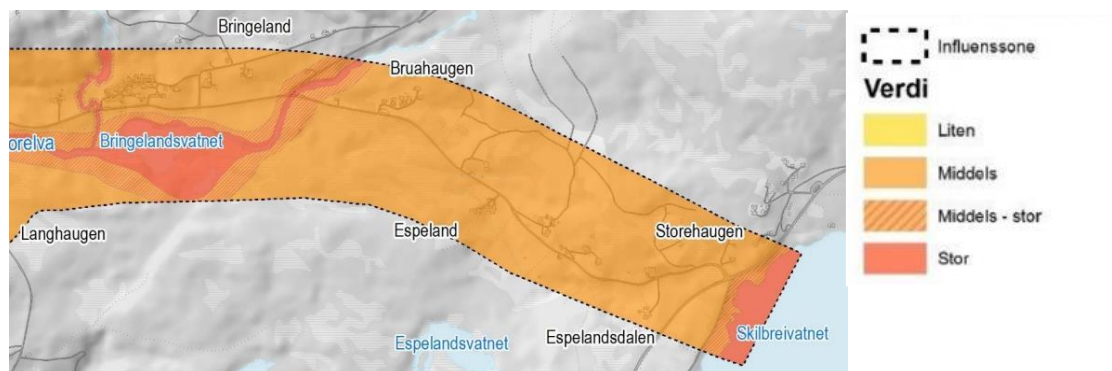 Bringeland
Bruahaugen
orelva
Bringelandsvatnet
Langhaugen
Espeland
Storehaugen
Espelandsvatnet
Espelandsdalen
Skilbreivatnet
Influenssone
Verdi
Liten
Middels
Middels - stor
Stor